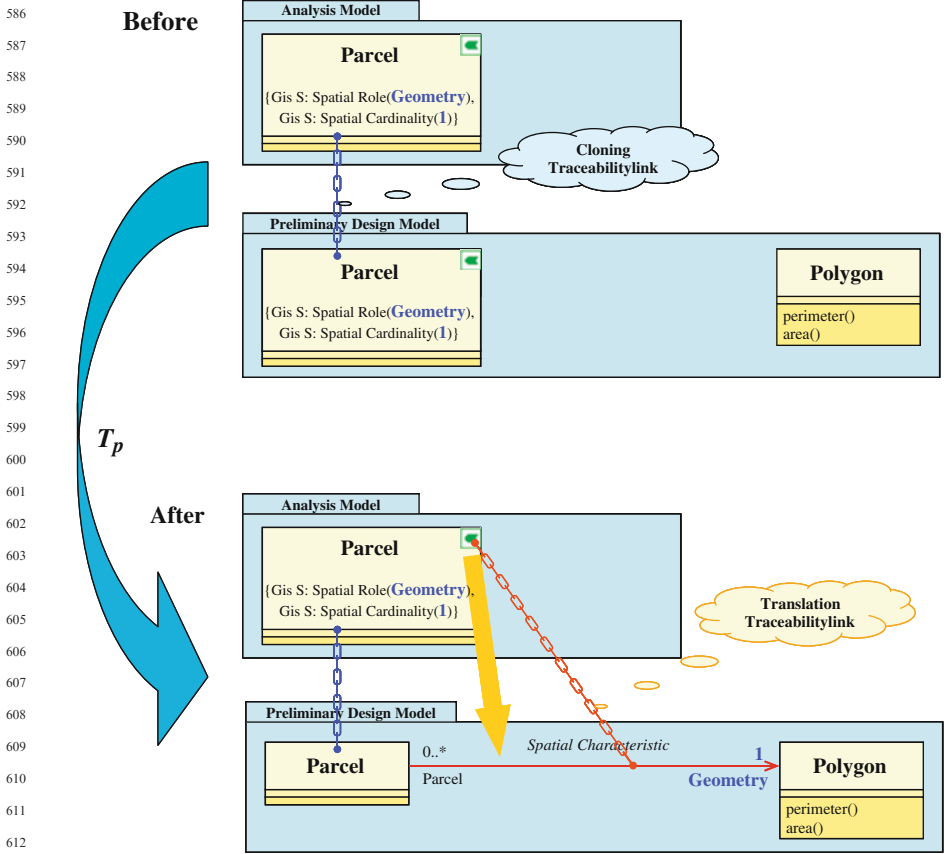 586
Before
Analysis Model
587
Parcel
588
589
{Gis S: Spatial Role(Geometry),
Gis S: Spatial Cardinality(1)}
590
Cloning
Traceabilitylink
591
592
593
Preliminary Design Model
594
Parcel
Polygon
595
{Gis S: Spatial Role(Geometry),
perimeter()
596
Gis S: Spatial Cardinality(1)}
area()
597
598
599
Tp
600
601
Analysis Model
602
After
603
Parcel
604
{Gis S: Spatial Role(Geometry),
Gis S: Spatial Cardinality(1)}
605
Translation
Traceabilitylink
606
607
608
Preliminary Design Model
609
0..*
Spatial Characteristic
1
Parcel
Polygon
610
Parcel
Geometry
611
perimeter()
area()
612